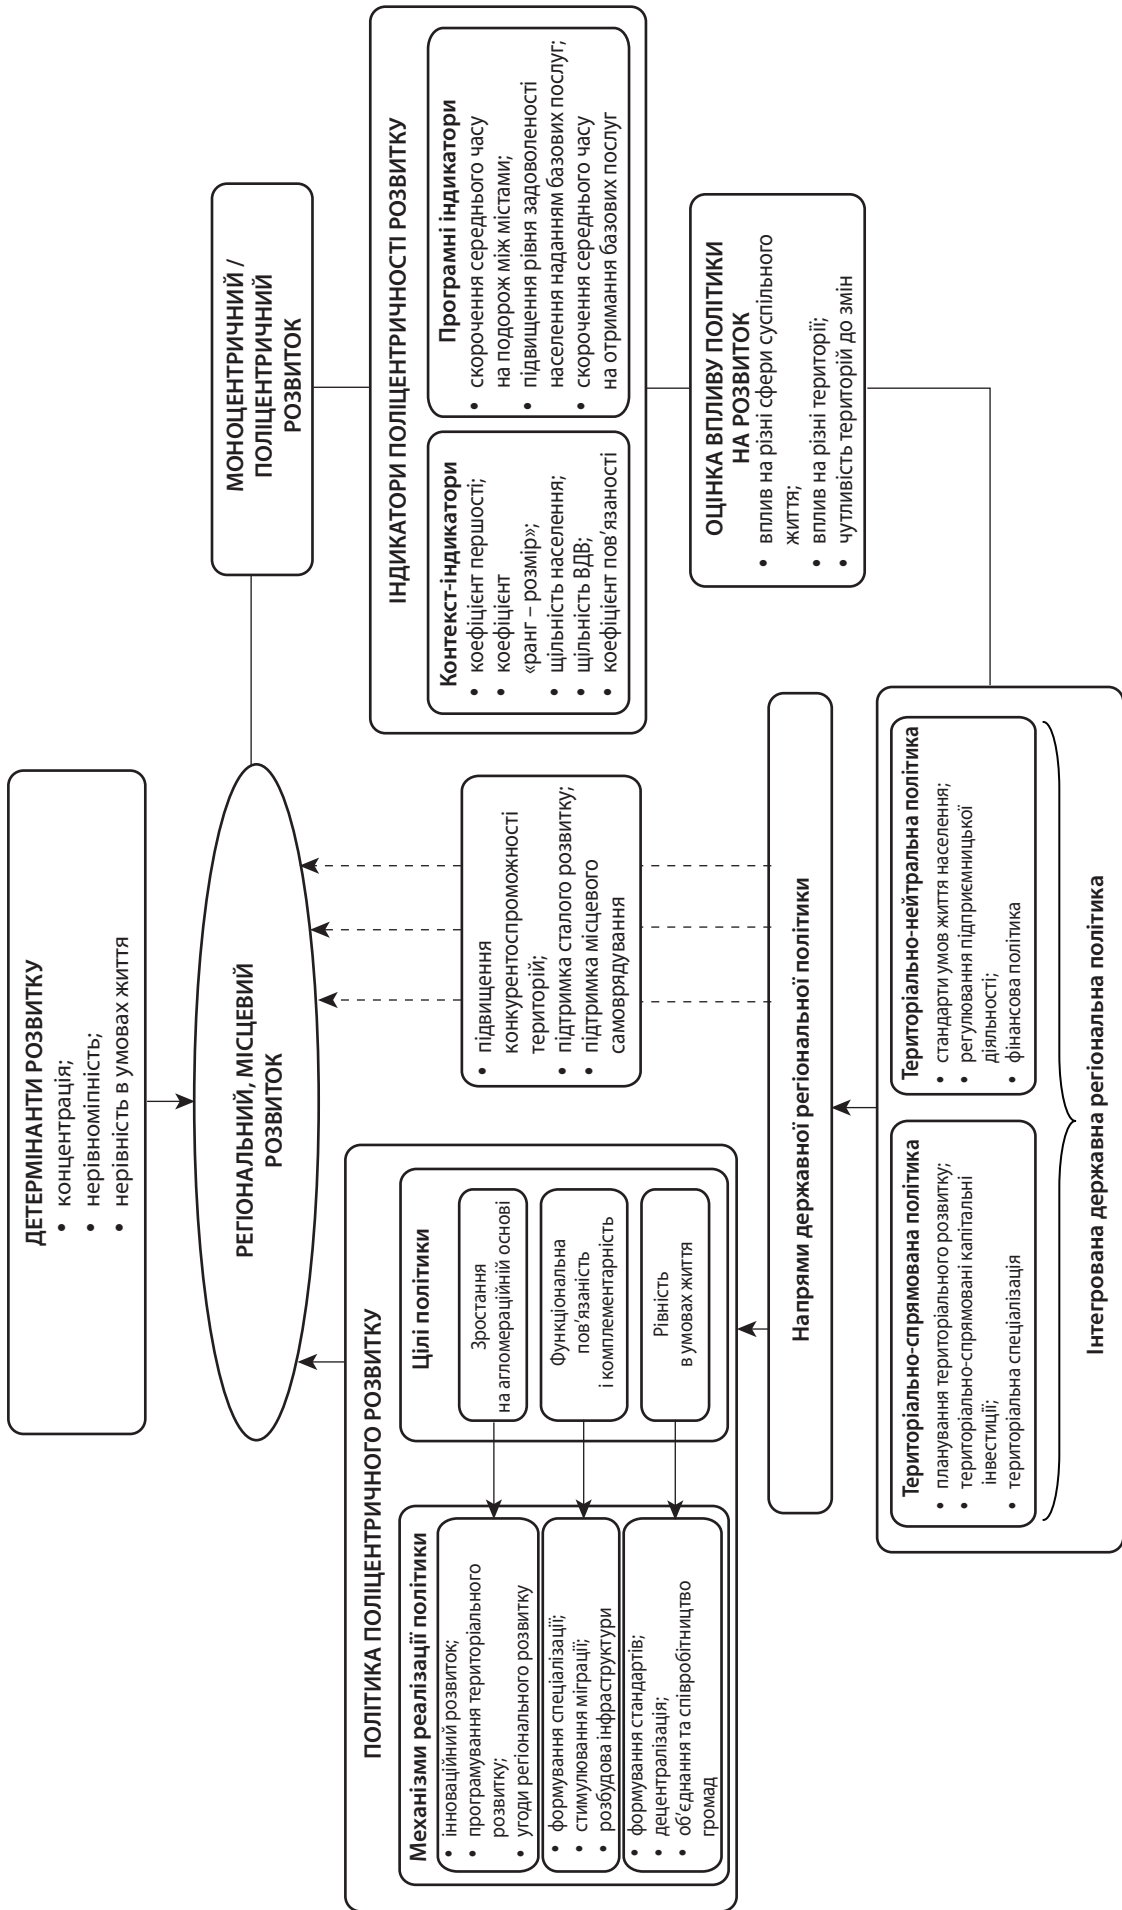 ДЕТЕРМІНАНТИ РОЗВИТКУ
• концентрація;
• нерівноміпність;
• нерівність в умовах життя
РЕГІОНАЛЬНИЙ, МІСЦЕВИЙ
РОЗВИТОК
МОНОЦЕНТРИЧНИЙ /
ПОЛІЦЕНТРИЧНИЙ
РОЗВИТОК
ПОЛІТИКА ПОЛІЦЕНТРИЧНОГО РОЗВИТКУ
Механізми реалізації політики
• інноваційний розвиток;
• програмування територіального
розвитку;
• угоди регіонального розвитку
• формування спеціалізації;
• стимулювання міграції;
• розбудова інфраструктури
• формування стандартів;
• децентралізація;
• об’єднання та співробітництво
громад
Цілі політики
Зростання
на агломераційній основі
Функціональна
пов’язаність
і комплементарність
Рівність
в умовах життя
• підвищення
конкурентоспроможності
територій;
• підтримка сталого розвитку;
• підтримка місцевого
самоврядування
ІНДИКАТОРИ ПОЛІЦЕНТРИЧНОСТІ РОЗВИТКУ
Контекст-індикатори
• коефіцієнт першості;
• коефіцієнт
«ранг – розмір»;
• щільність населення;
• щільність ВДВ;
• коефіцієнт пов’язаності
Програмні індикатори
• скорочення середнього часу
на подорож між містами;
• підвищення рівня задоволеності
населення наданням базових послуг;
• скорочення середнього часу
на отримання базових послуг
ОЦІНКА ВПЛИВУ ПОЛІТИКИ
НА РОЗВИТОК
• вплив на різні сфери суспільного
життя;
• вплив на різні території;
• чутливість територій до змін
Напрями державної регіональної політики
Територіально-спрямована політика
• планування територіального розвитку;
• територіально-спрямовані капітальні
інвестиції;
• територіальна спеціалізація
Територіально-нейтральна політика
• стандарти умов життя населення;
• регулювання підприємницької
діяльності;
• фінансова політика
Інтегрована державна регіональна політика